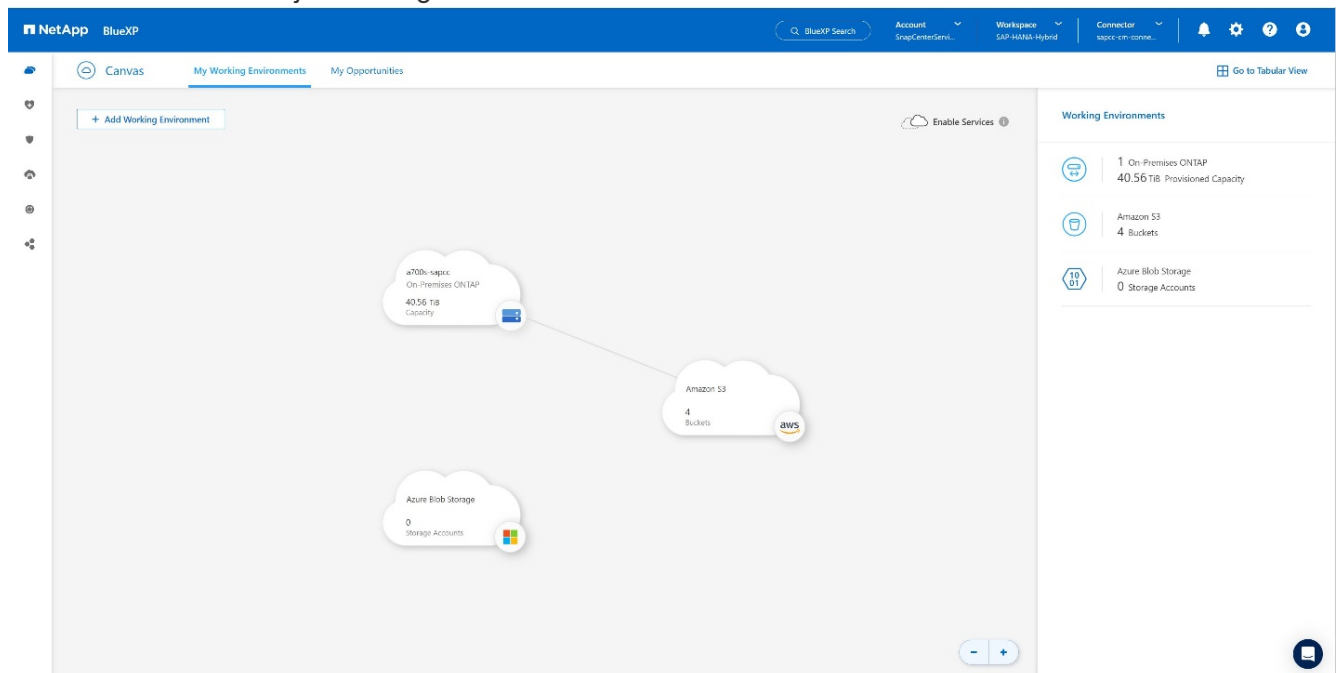 NetApp BlueXP
BlueXP Search
Account
SnapCenterServi...
Workspace
SAP-HANA-Hybrid
Connector
sapcc-cm-conne...
Canvas
My Working Environments
My Opportunities
Go to Tabular View
+ Add Working Environment
Enable Services
Working Environments
1 On-Premises ONTAP
40.56 TiB Provisioned Capacity
Amazon S3
4 Buckets
10
01
Azure Blob Storage
0 Storage Accounts
a700s-sapcc
On-Premises ONTAP
40.56 TiB
Capacity
Amazon S3
4
Buckets
aws
Azure Blob Storage
0
Storage Accounts
- +